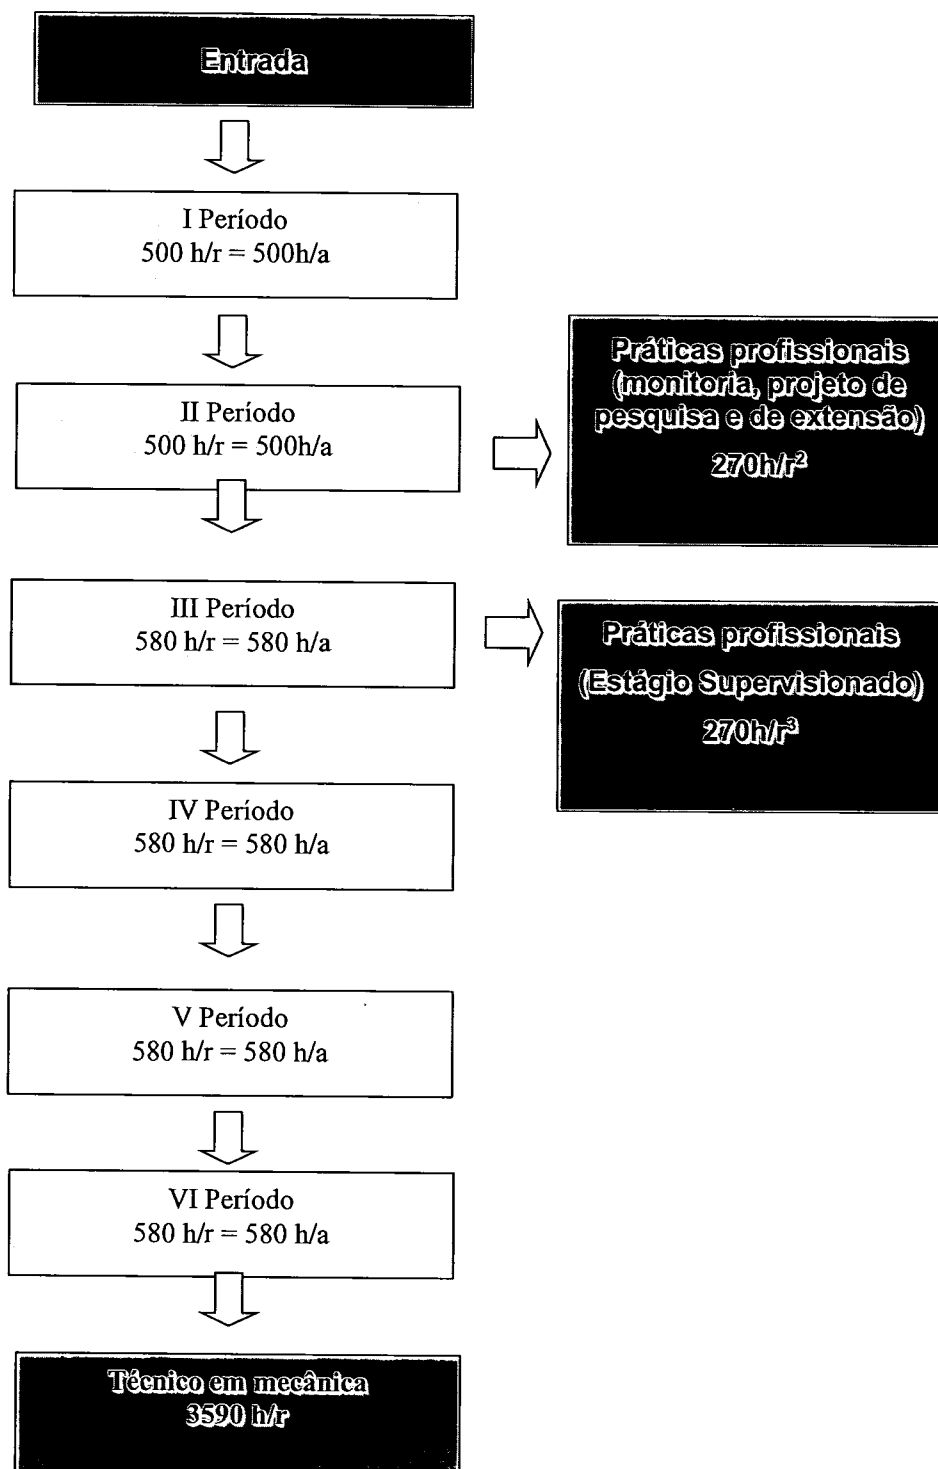 Entrada
I Período
500 h/r = 500h/a
II Período
500 h/r = 500h/a
Práticas profissionais
(monitoria, projeto de
pesquisa e de extensão)
270h/r²
III Período
580 h/r = 580 h/a
Práticas profissionais
(Estágio Supervisionado)
270h/r³
IV Período
580 h/r = 580 h/a
V Período
580 h/r = 580 h/a
VI Período
580 h/r = 580 h/a
Técnico em mecânica
3590 h/r